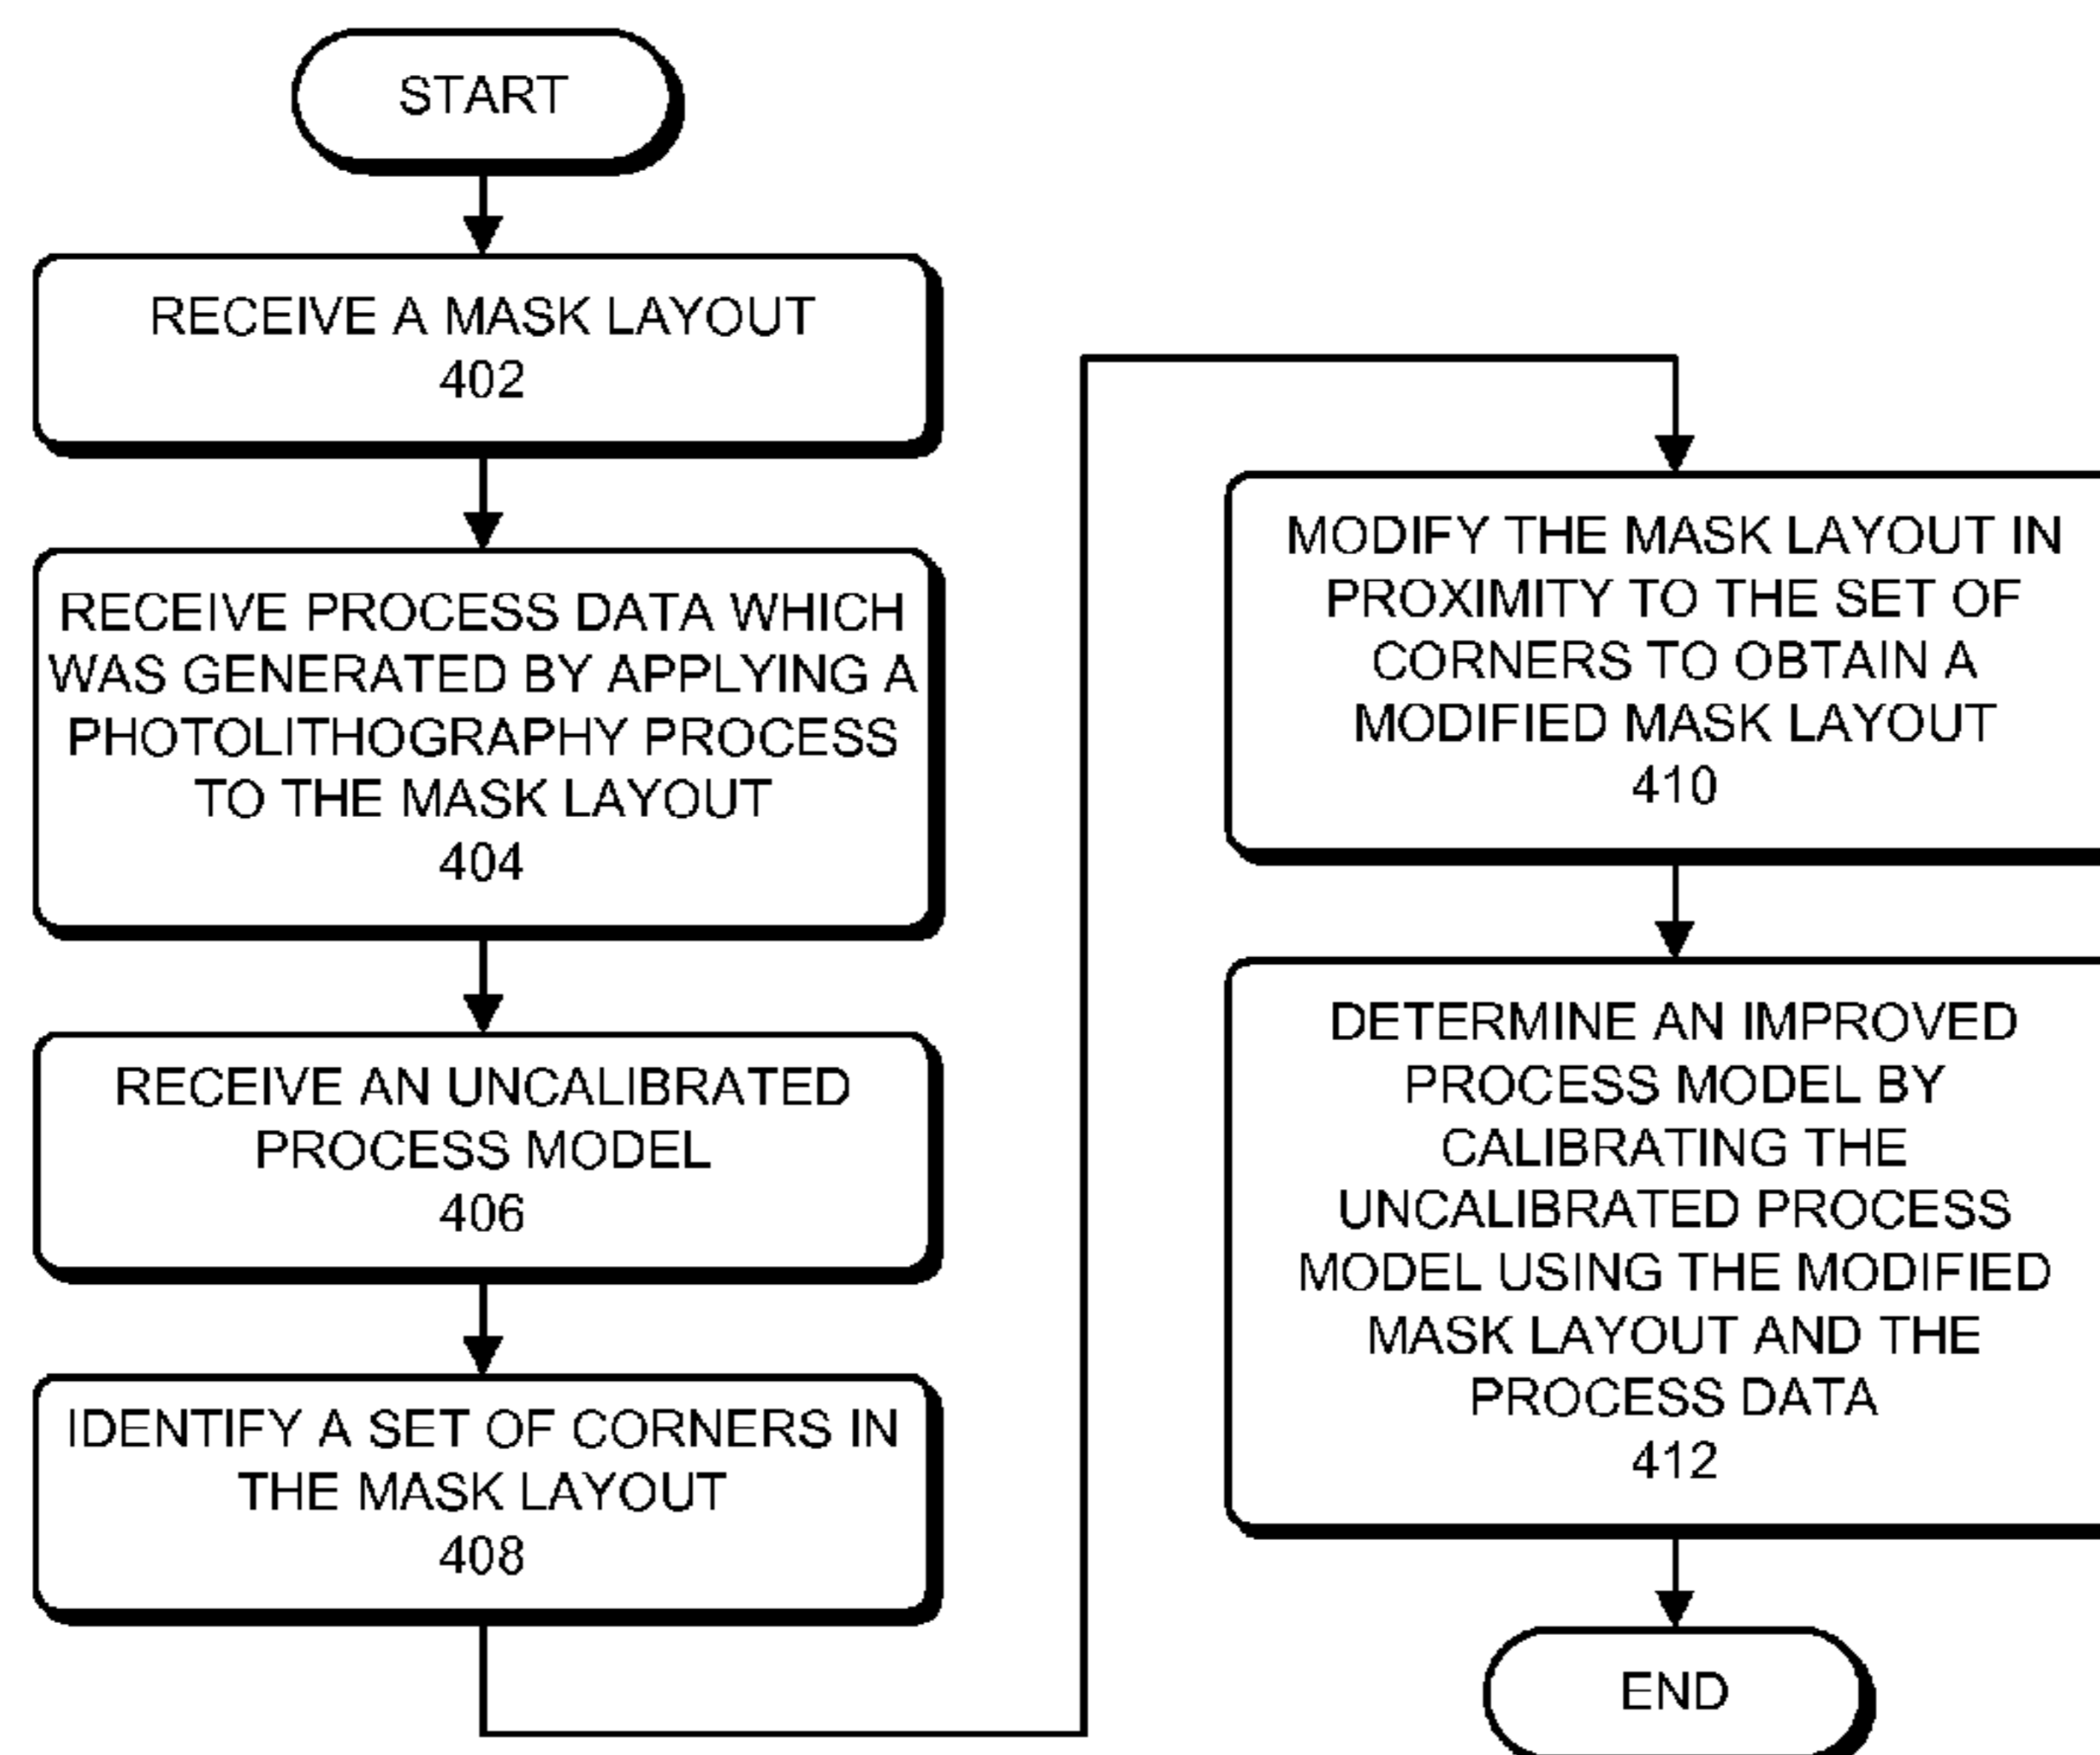 START
RECEIVE A MASK LAYOUT
402
RECEIVE PROCESS DATA WHICH
WAS GENERATED BY APPLYING A
PHOTOLITHOGRAPHY PROCESS
TO THE MASK LAYOUT
404
RECEIVE AN UNCALIBRATED
PROCESS MODEL
406
IDENTIFY A SET OF CORNERS IN
THE MASK LAYOUT
408
MODIFY THE MASK LAYOUT IN
PROXIMITY TO THE SET OF
CORNERS TO OBTAIN A
MODIFIED MASK LAYOUT
410
DETERMINE AN IMPROVED
PROCESS MODEL BY
CALIBRATING THE
UNCALIBRATED PROCESS
MODEL USING THE MODIFIED
MASK LAYOUT AND THE
PROCESS DATA
412
END